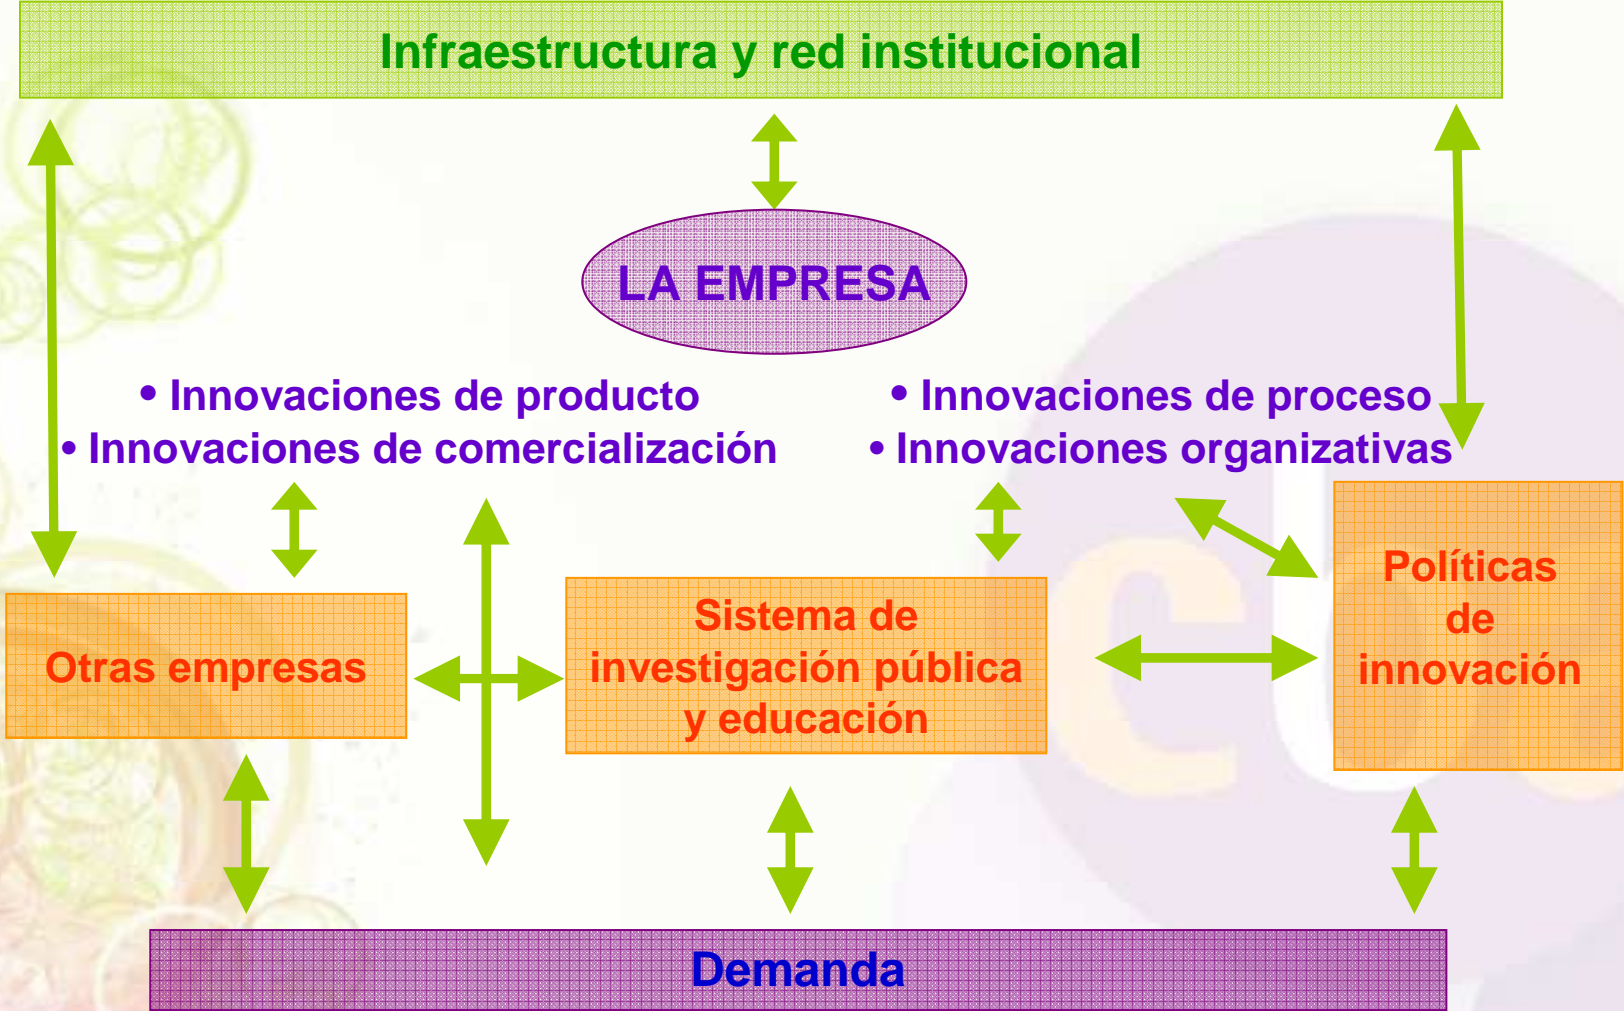 Infraestructura y red institucional
LA EMPRESA
• Innovaciones de producto
• Innovaciones de comercialización
• Innovaciones de proceso
• Innovaciones organizativas
Otras empresas
Sistema de
investigación pública
y educación
Políticas
de
innovación
Demanda